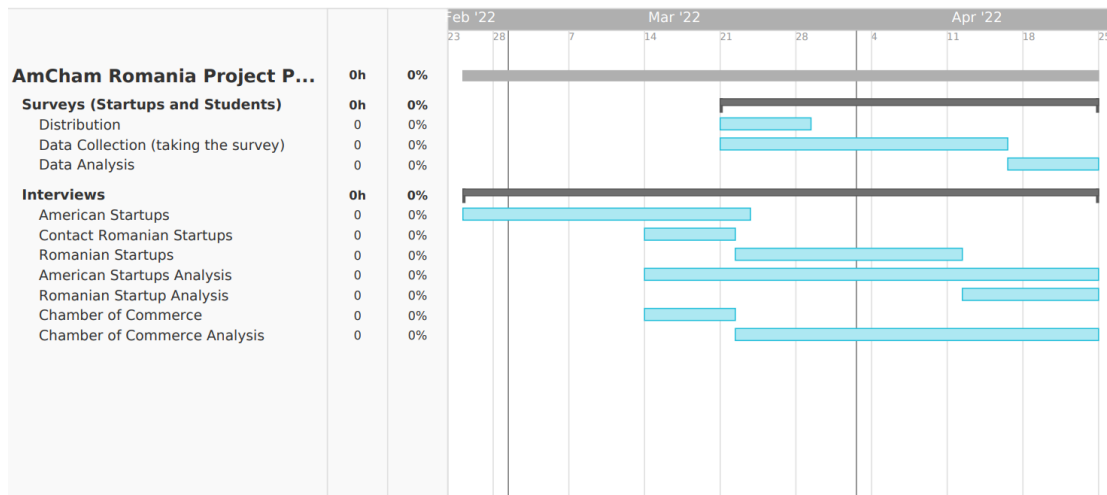 Feb '22 Mar '22 Apr '22
23 28 7 14 21 28 4 11 18 25
AmCham Romania Project P... 0h 0%
Surveys (Startups and Students) 0h 0%
Distribution 0 0%
Data Collection (taking the survey) 0 0%
Data Analysis 0 0%
Interviews 0h 0%
American Startups 0 0%
Contact Romanian Startups 0 0%
Romanian Startups 0 0%
American Startups Analysis 0 0%
Romanian Startup Analysis 0 0%
Chamber of Commerce 0 0%
Chamber of Commerce Analysis 0 0%